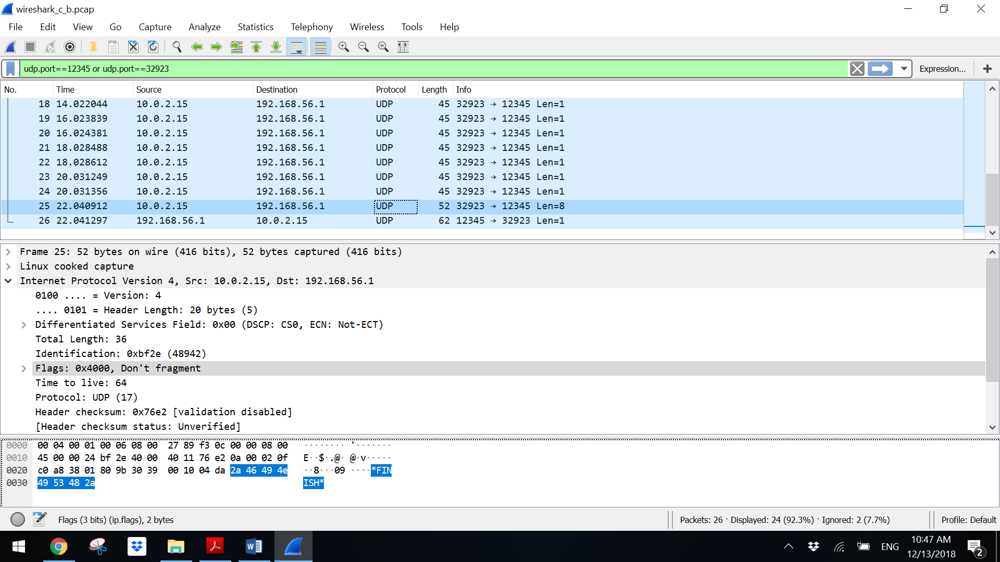 wireshark_c_b.pcap
File Edit View Go Capture Analyze Statistics Telephony Wireless Tools Help
udp.port==12345 or udp.port==32923 Expression... +
No. Time Source Destination Protocol Length Info
18 14.022044 10.0.2.15 192.168.56.1 UDP 45 32923 → 12345 Len=1
19 16.023839 10.0.2.15 192.168.56.1 UDP 45 32923 → 12345 Len=1
20 16.024381 10.0.2.15 192.168.56.1 UDP 45 32923 → 12345 Len=1
21 18.028488 10.0.2.15 192.168.56.1 UDP 45 32923 → 12345 Len=1
22 18.028612 10.0.2.15 192.168.56.1 UDP 45 32923 → 12345 Len=1
23 20.031249 10.0.2.15 192.168.56.1 UDP 45 32923 → 12345 Len=1
24 20.031356 10.0.2.15 192.168.56.1 UDP 45 32923 → 12345 Len=1
25 22.040912 10.0.2.15 192.168.56.1 UDP 52 32923 → 12345 Len=8
26 22.041297 192.168.56.1 10.0.2.15 UDP 62 12345 → 32923 Len=1
Frame 25: 52 bytes on wire (416 bits), 52 bytes captured (416 bits)
Linux cooked capture
Internet Protocol Version 4, Src: 10.0.2.15, Dst: 192.168.56.1
0100 .... = Version: 4
.... 0101 = Header Length: 20 bytes (5)
Differentiated Services Field: 0x00 (DSCP: CS0, ECN: Not-ECT)
Total Length: 36
Identification: 0xbf2e (48942)
Flags: 0x4000, Don't fragment
Time to live: 64
Protocol: UDP (17)
Header checksum: 0x76e2 [validation disabled]
[Header checksum status: Unverified]
0000 00 04 00 01 00 06 08 00 27 89 f3 0c 00 00 08 00 ········ '·······
0010 45 00 00 24 bf 2e 40 00 40 11 76 e2 0a 00 02 0f E··$·.@· @·v·····
0020 c0 a8 38 01 80 9b 30 39 00 10 04 da 2a 46 49 4e ··8···09 ····*FIN
0030 49 53 48 2a ISH*
Flags (3 bits) (ip.flags), 2 bytes Packets: 26 · Displayed: 24 (92.3%) · Ignored: 2 (7.7%) Profile: Default
ENG 10:47 AM
12/13/2018 2